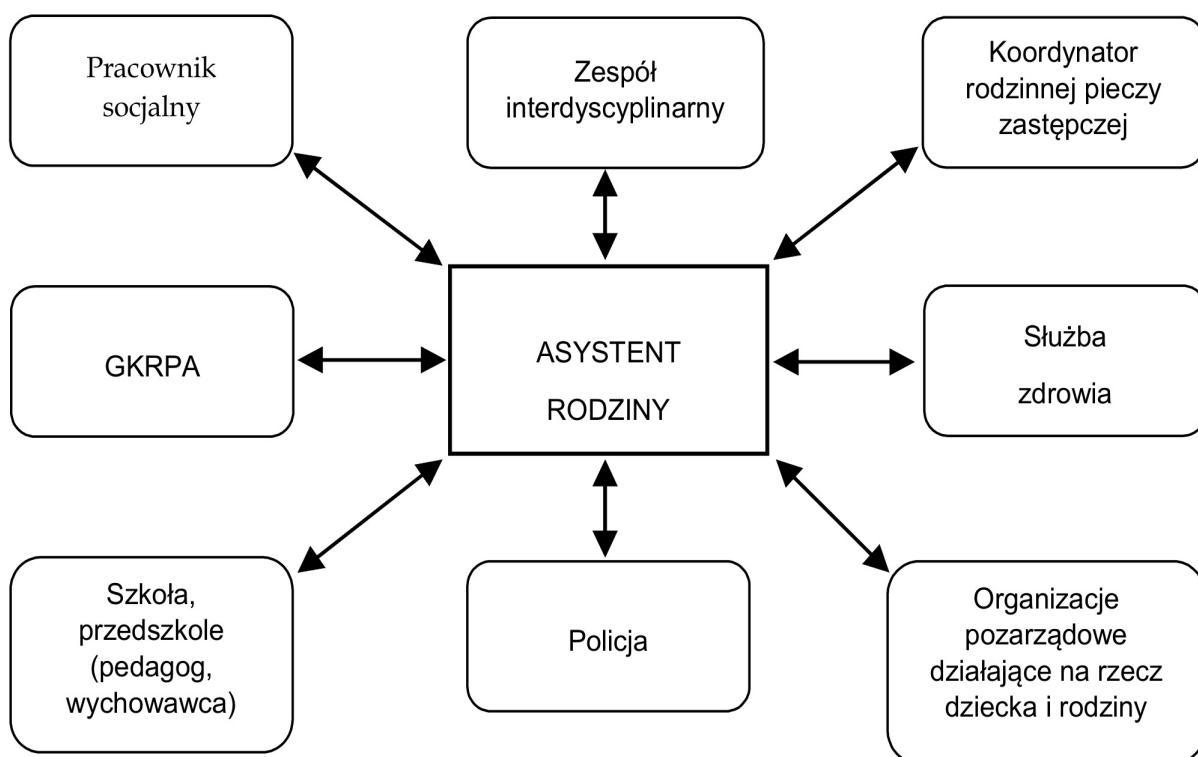 Pracownik
socjalny
Zespół
interdyscyplinarny
Koordynator
rodzinnej pieczy
zastępczej
GKRPA
ASYSTENT
RODZINY
Służba
zdrowia
Szkoła,
przedszkole
(pedagog,
wychowawca)
Policja
Organizacje
pozarządowe
działające na rzecz
dziecka i rodziny